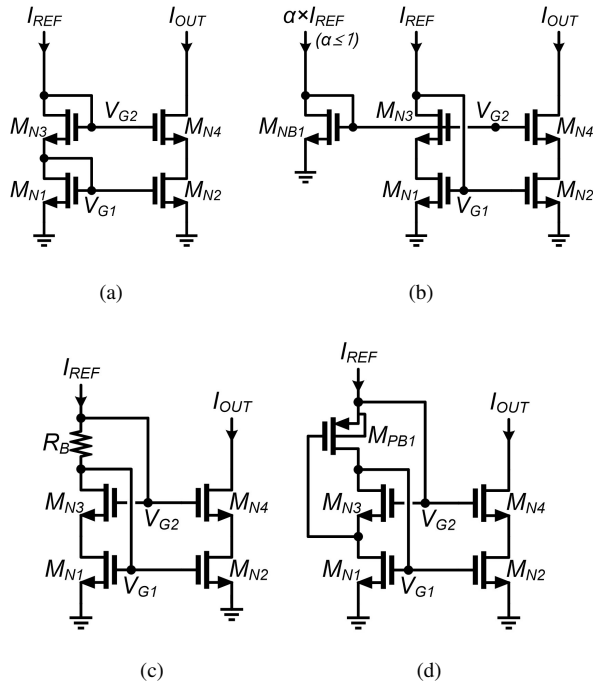 I_REF I_OUT
V_G2
M_N3 M_N4
M_N1 M_N2
V_G1
(a)
α×I_REF I_REF I_OUT
(α≤1)
M_N3 V_G2
M_NB1 M_N4
M_N1 M_N2
V_G1
(b)
I_REF
I_OUT
R_B
M_N3 M_N4
V_G2
M_N1 M_N2
V_G1
(c)
I_REF
I_OUT
M_PB1
M_N3 M_N4
V_G2
M_N1 M_N2
V_G1
(d)